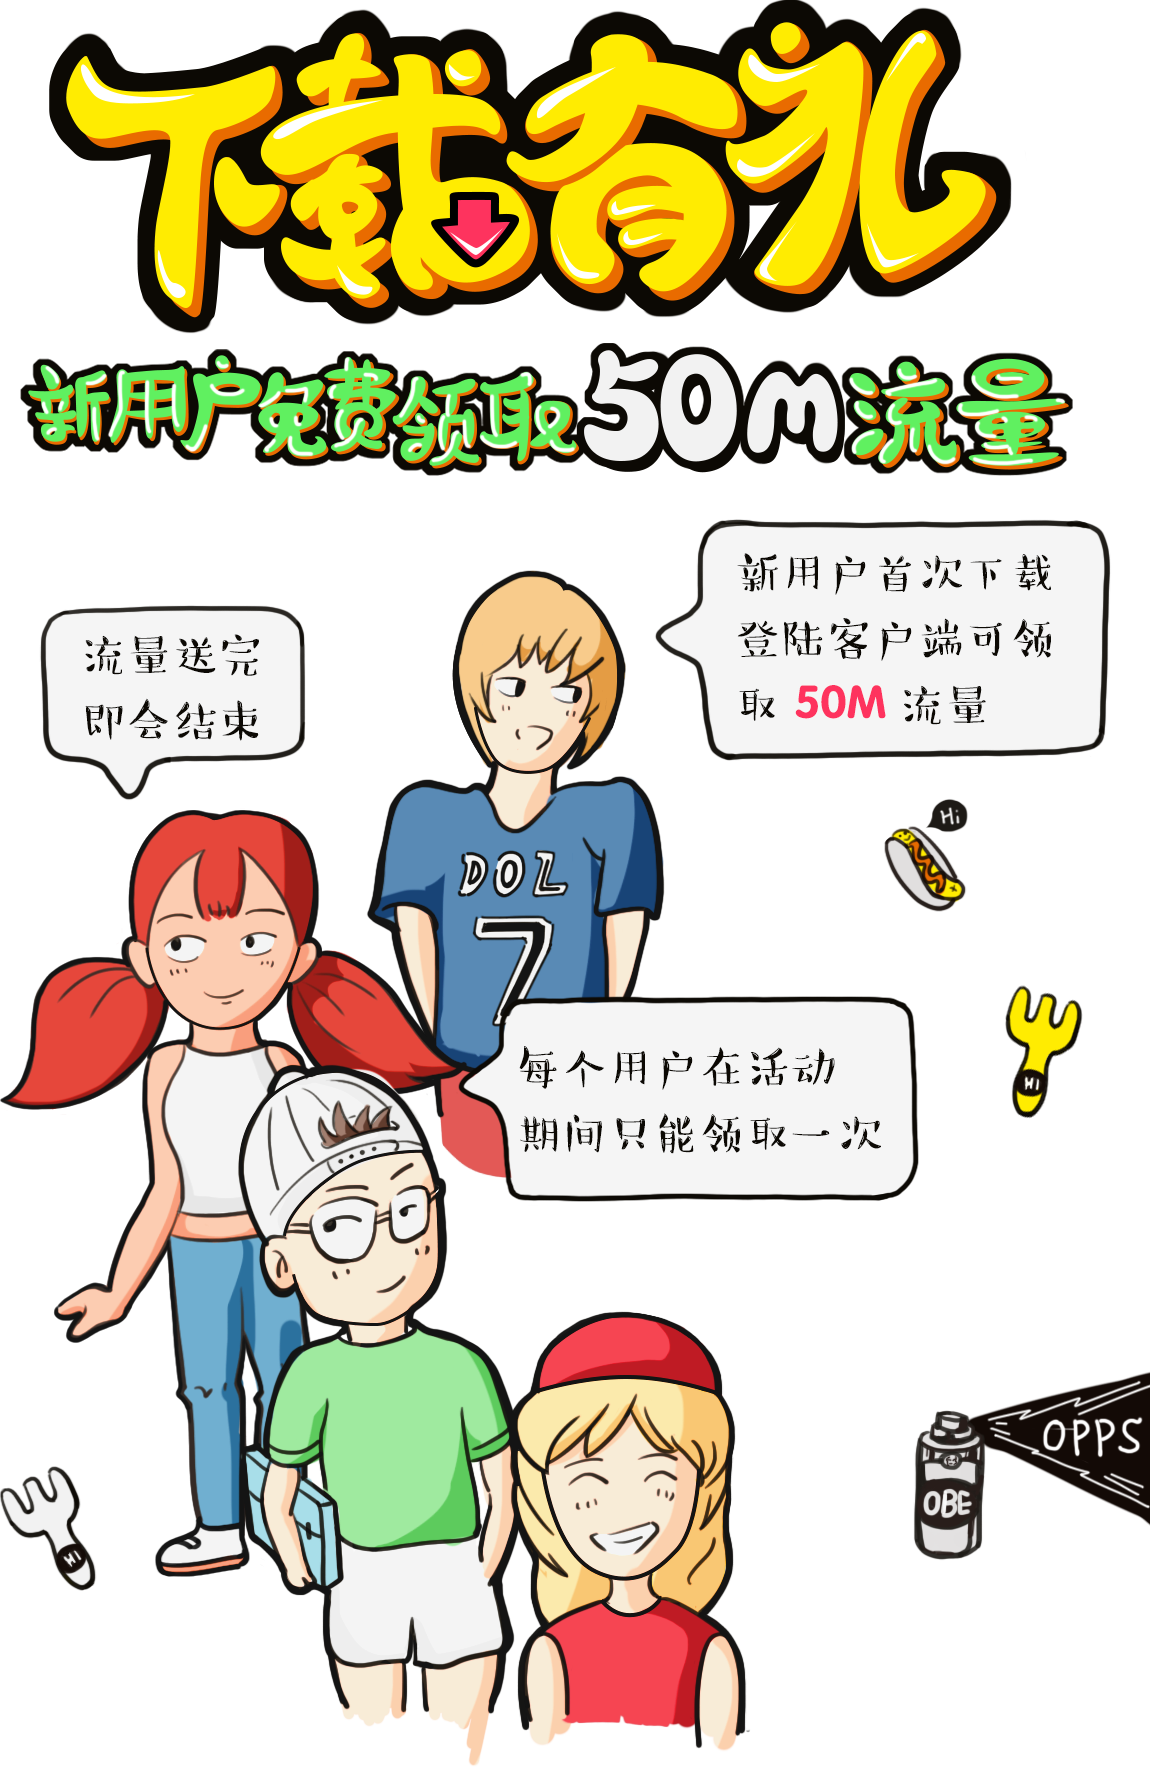 下载有礼
新用户免费领取50M流量
新用户首次下载
登陆客户端可领
取 50M 流量
流量送完
即会结束
Hi
DOL
7
每个用户在活动
期间只能领取一次
HI
OPPS
OBE
HI